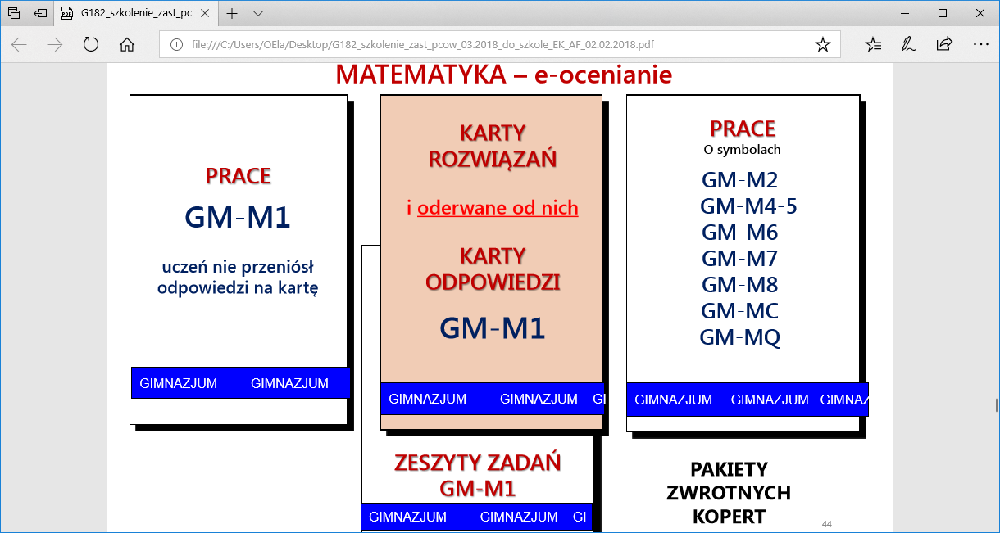 G182_szkolenie_zast_pc
file:///C:/Users/OEla/Desktop/G182_szkolenie_zast_pcow_03.2018_do_szkole_EK_AF_02.02.2018.pdf
MATEMATYKA – e-ocenianie
PRACE
GM-M1
uczeń nie przeniósł
odpowiedzi na kartę
GIMNAZJUM GIMNAZJUM
KARTY
ROZWIĄZAŃ
i oderwane od nich
KARTY
ODPOWIEDZI
GM-M1
GIMNAZJUM GIMNAZJUM GI
ZESZYTY ZADAŃ
GM-M1
GIMNAZJUM GIMNAZJUM GI
PRACE
O symbolach
GM-M2
GM-M4-5
GM-M6
GM-M7
GM-M8
GM-MC
GM-MQ
GIMNAZJUM GIMNAZJUM GIMNAZ
PAKIETY
ZWROTNYCH
KOPERT
44